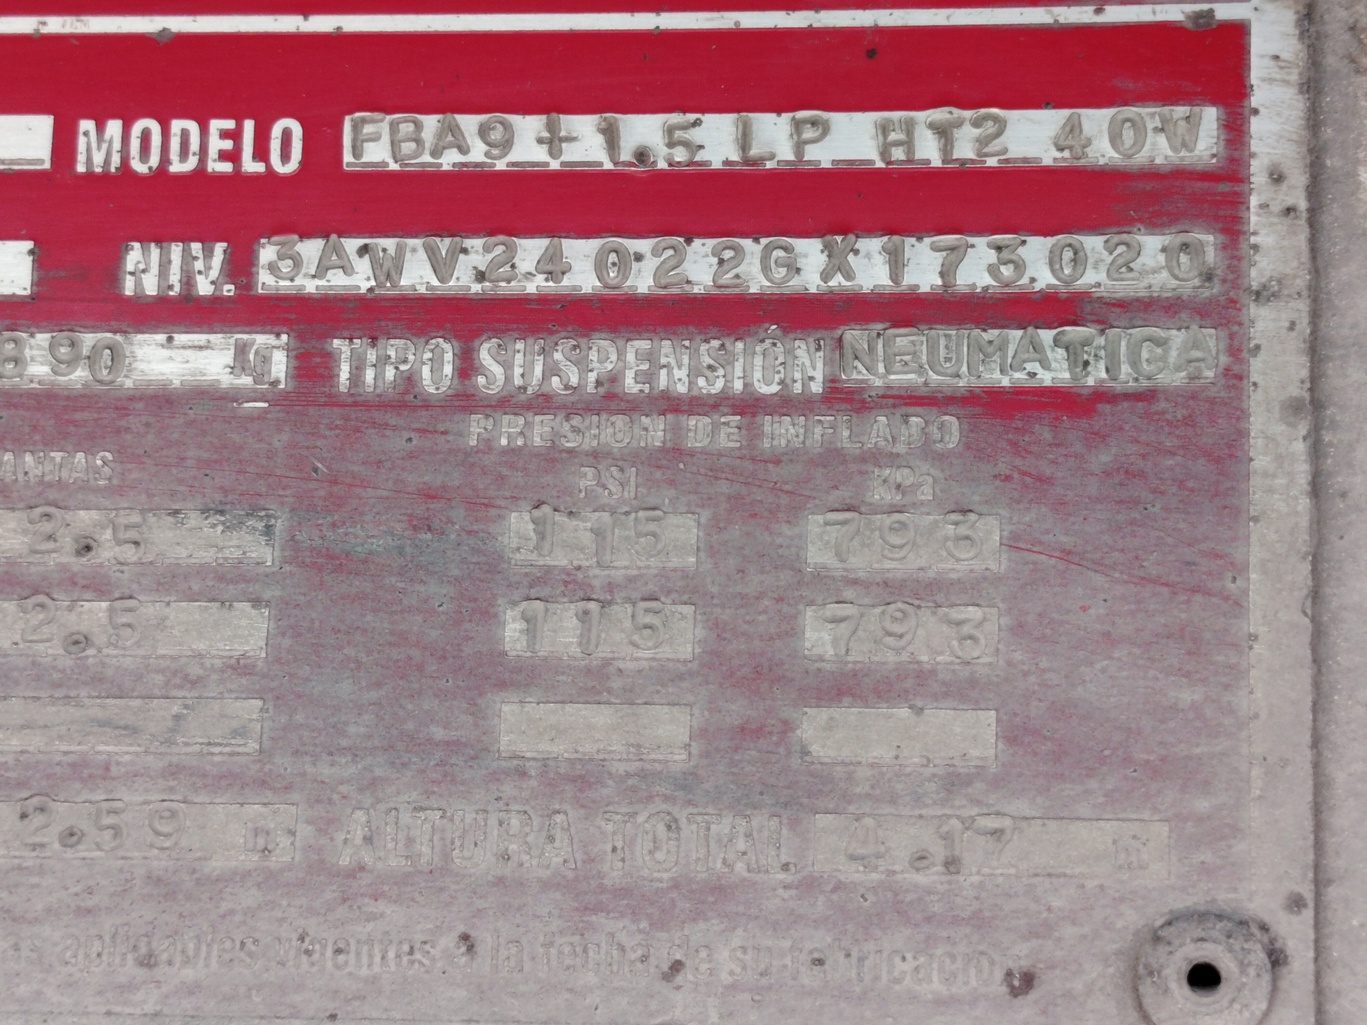 MODELO FBA9+1.5 LP HT2 40W
NIV. 3AWV24022GX173020
890 Kg TIPO SUSPENSIÓN NEUMATICA
PRESION DE INFLADO
ANTAS PSI KPa
2.5 115 793
2.5 115 793
2.59 m ALTURA TOTAL 4.17 m
as aplicables vigentes a la fecha de su fabricación